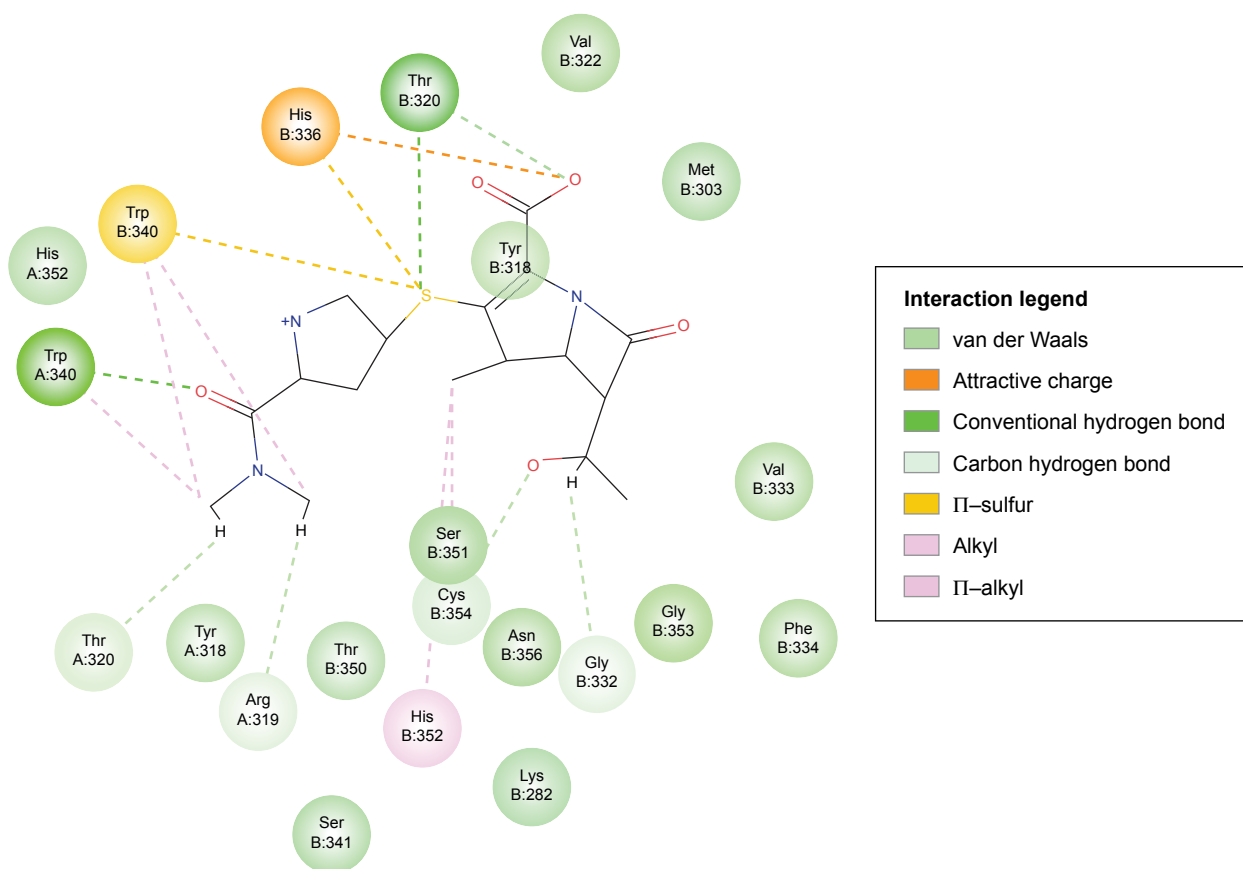 Val
B:322
Thr
B:320
His
B:336
Met
B:303
Trp
B:340
His
A:352
Tyr
B:318
O
O
+N
S
N
O
Trp
A:340
O
N
H
H
O
H
Val
B:333
Ser
B:351
Cys
B:354
Thr
A:320
Tyr
A:318
Arg
A:319
Thr
B:350
Asn
B:356
Gly
B:332
Gly
B:353
Phe
B:334
His
B:352
Lys
B:282
Ser
B:341
Interaction legend
van der Waals
Attractive charge
Conventional hydrogen bond
Carbon hydrogen bond
Π–sulfur
Alkyl
Π–alkyl